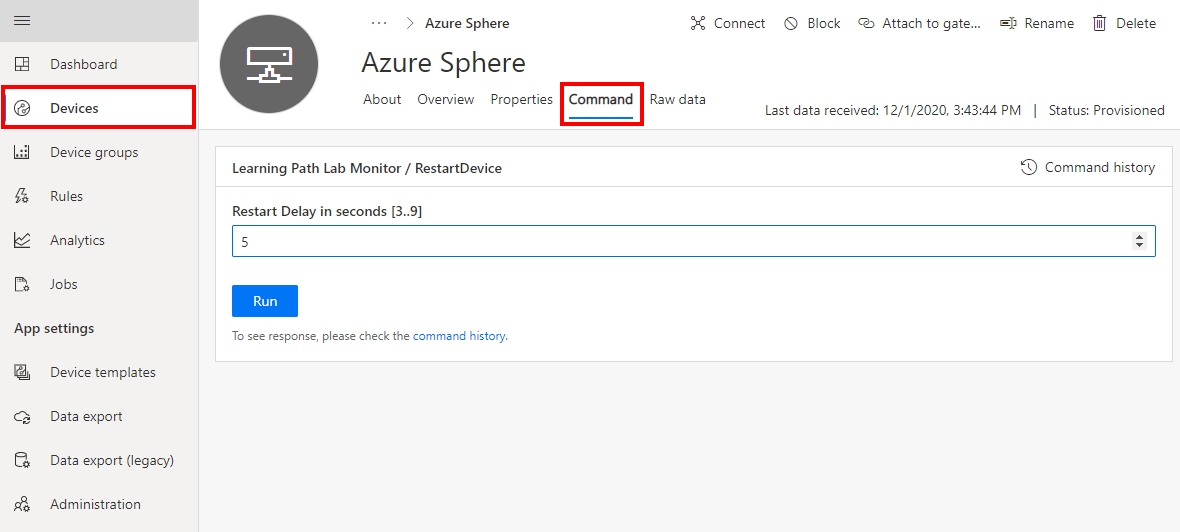 ··· > Azure Sphere
Connect Block Attach to gate... Rename Delete
Azure Sphere
About Overview Properties Command Raw data
Last data received: 12/1/2020, 3:43:44 PM | Status: Provisioned
Dashboard
Devices
Device groups
Rules
Analytics
Jobs
App settings
Device templates
Data export
Data export (legacy)
Administration
Learning Path Lab Monitor / RestartDevice
Command history
Restart Delay in seconds [3..9]
5
Run
To see response, please check the command history.